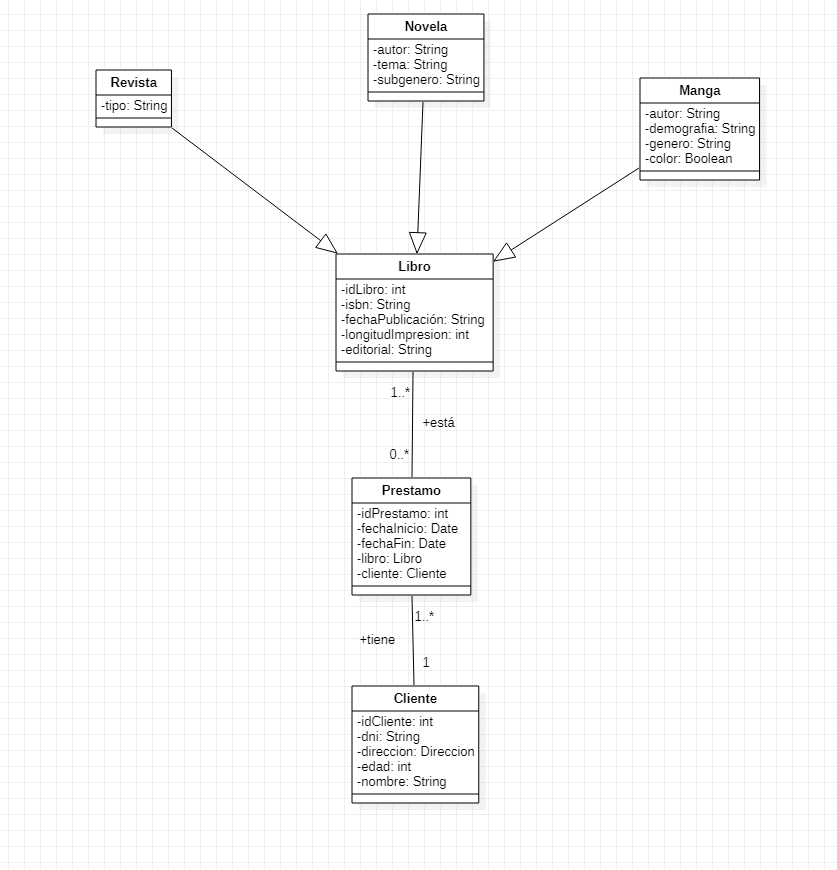 Novela
-autor: String
-tema: String
-subgenero: String
Revista
-tipo: String
Manga
-autor: String
-demografia: String
-genero: String
-color: Boolean
Libro
-idLibro: int
-isbn: String
-fechaPublicación: String
-longitudImpresion: int
-editorial: String
1..*
+está
0..*
Prestamo
-idPrestamo: int
-fechaInicio: Date
-fechaFin: Date
-libro: Libro
-cliente: Cliente
1..*
+tiene
1
Cliente
-idCliente: int
-dni: String
-direccion: Direccion
-edad: int
-nombre: String